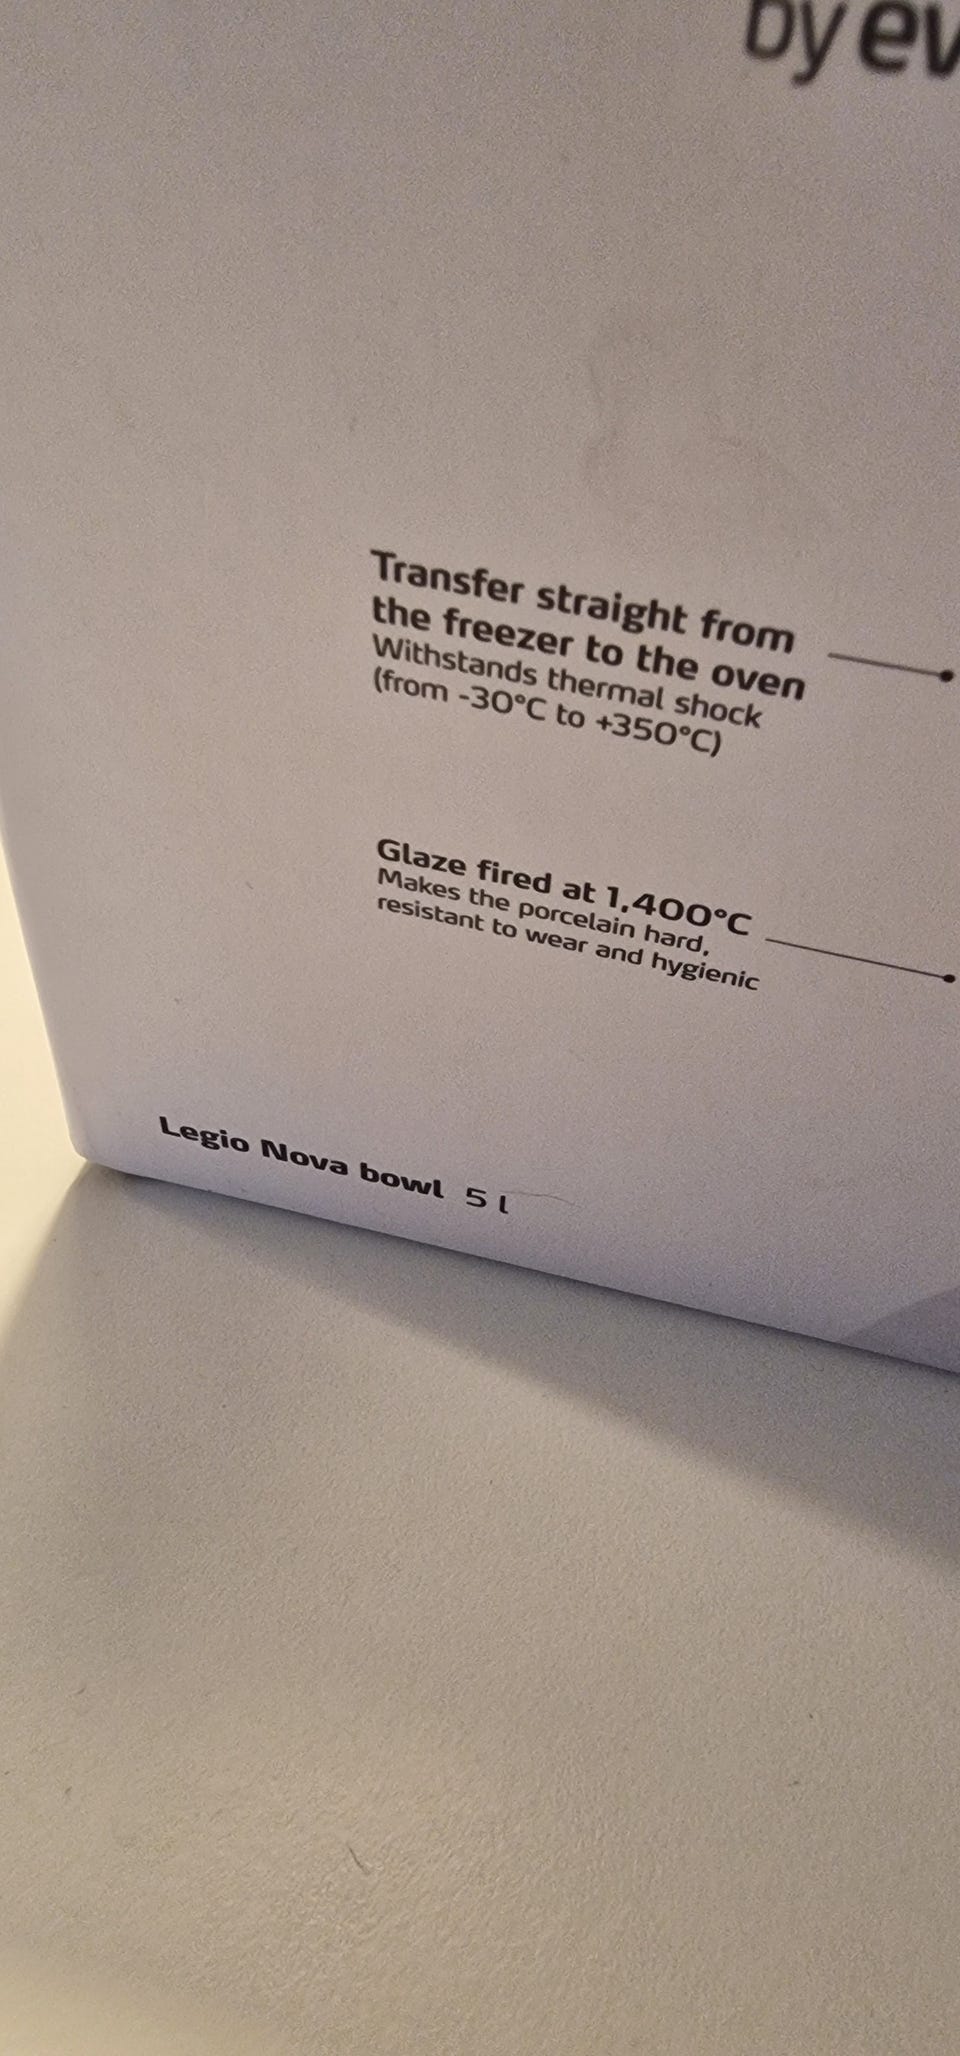 by ev
Transfer straight from
the freezer to the oven
Withstands thermal shock
(from -30°C to +350°C)
Glaze fired at 1,400°C
Makes the porcelain hard,
resistant to wear and hygienic
Legio Nova bowl 5 l